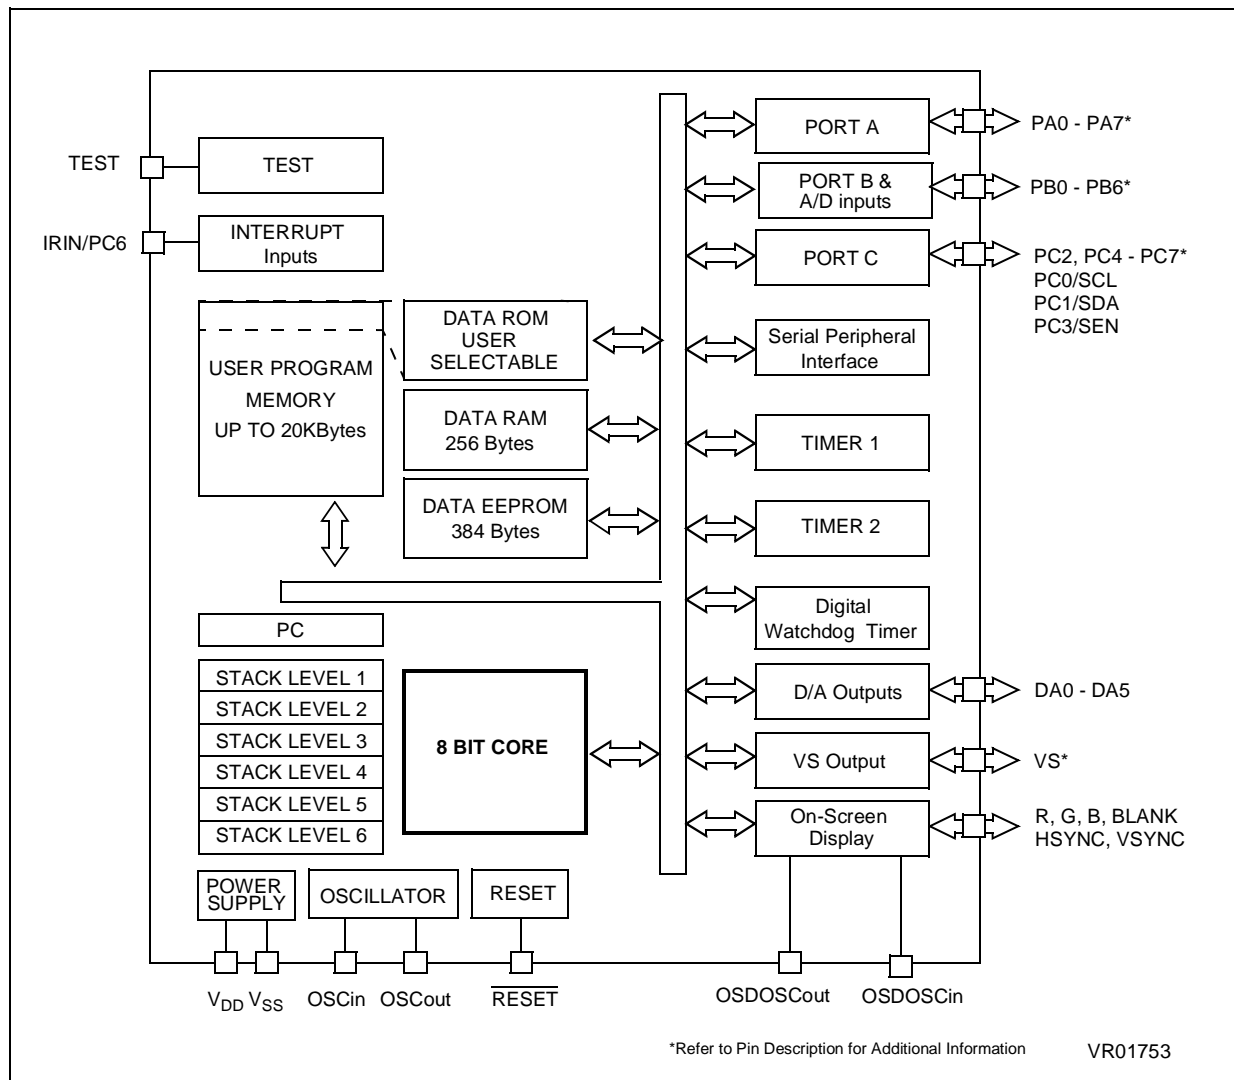 TEST
TEST
IRIN/PC6
INTERRUPT
Inputs
USER PROGRAM
MEMORY
UP TO 20KBytes
DATA ROM
USER
SELECTABLE
DATA RAM
256 Bytes
DATA EEPROM
384 Bytes
PC
STACK LEVEL 1
STACK LEVEL 2
STACK LEVEL 3
STACK LEVEL 4
STACK LEVEL 5
STACK LEVEL 6
8 BIT CORE
POWER
SUPPLY
OSCILLATOR
RESET
VDD VSS OSCin OSCout RESET
PORT A
PA0 - PA7*
PORT B &
A/D inputs
PB0 - PB6*
PORT C
PC2, PC4 - PC7*
PC0/SCL
PC1/SDA
PC3/SEN
Serial Peripheral
Interface
TIMER 1
TIMER 2
Digital
Watchdog Timer
D/A Outputs
DA0 - DA5
VS Output
VS*
On-Screen
Display
R, G, B, BLANK
HSYNC, VSYNC
OSDOSCout OSDOSCin
*Refer to Pin Description for Additional Information
VR01753